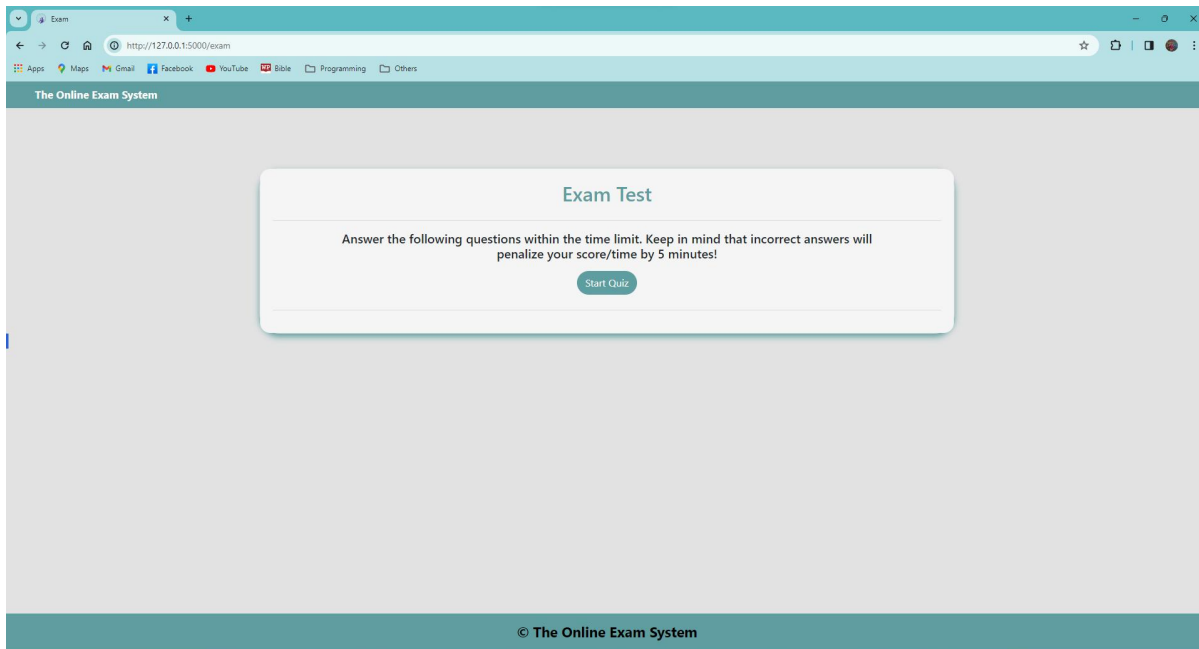 Exam
http://127.0.0.1:5000/exam
Apps Maps Gmail Facebook YouTube Bible Programming Others
The Online Exam System
Exam Test
Answer the following questions within the time limit. Keep in mind that incorrect answers will
penalize your score/time by 5 minutes!
Start Quiz
© The Online Exam System